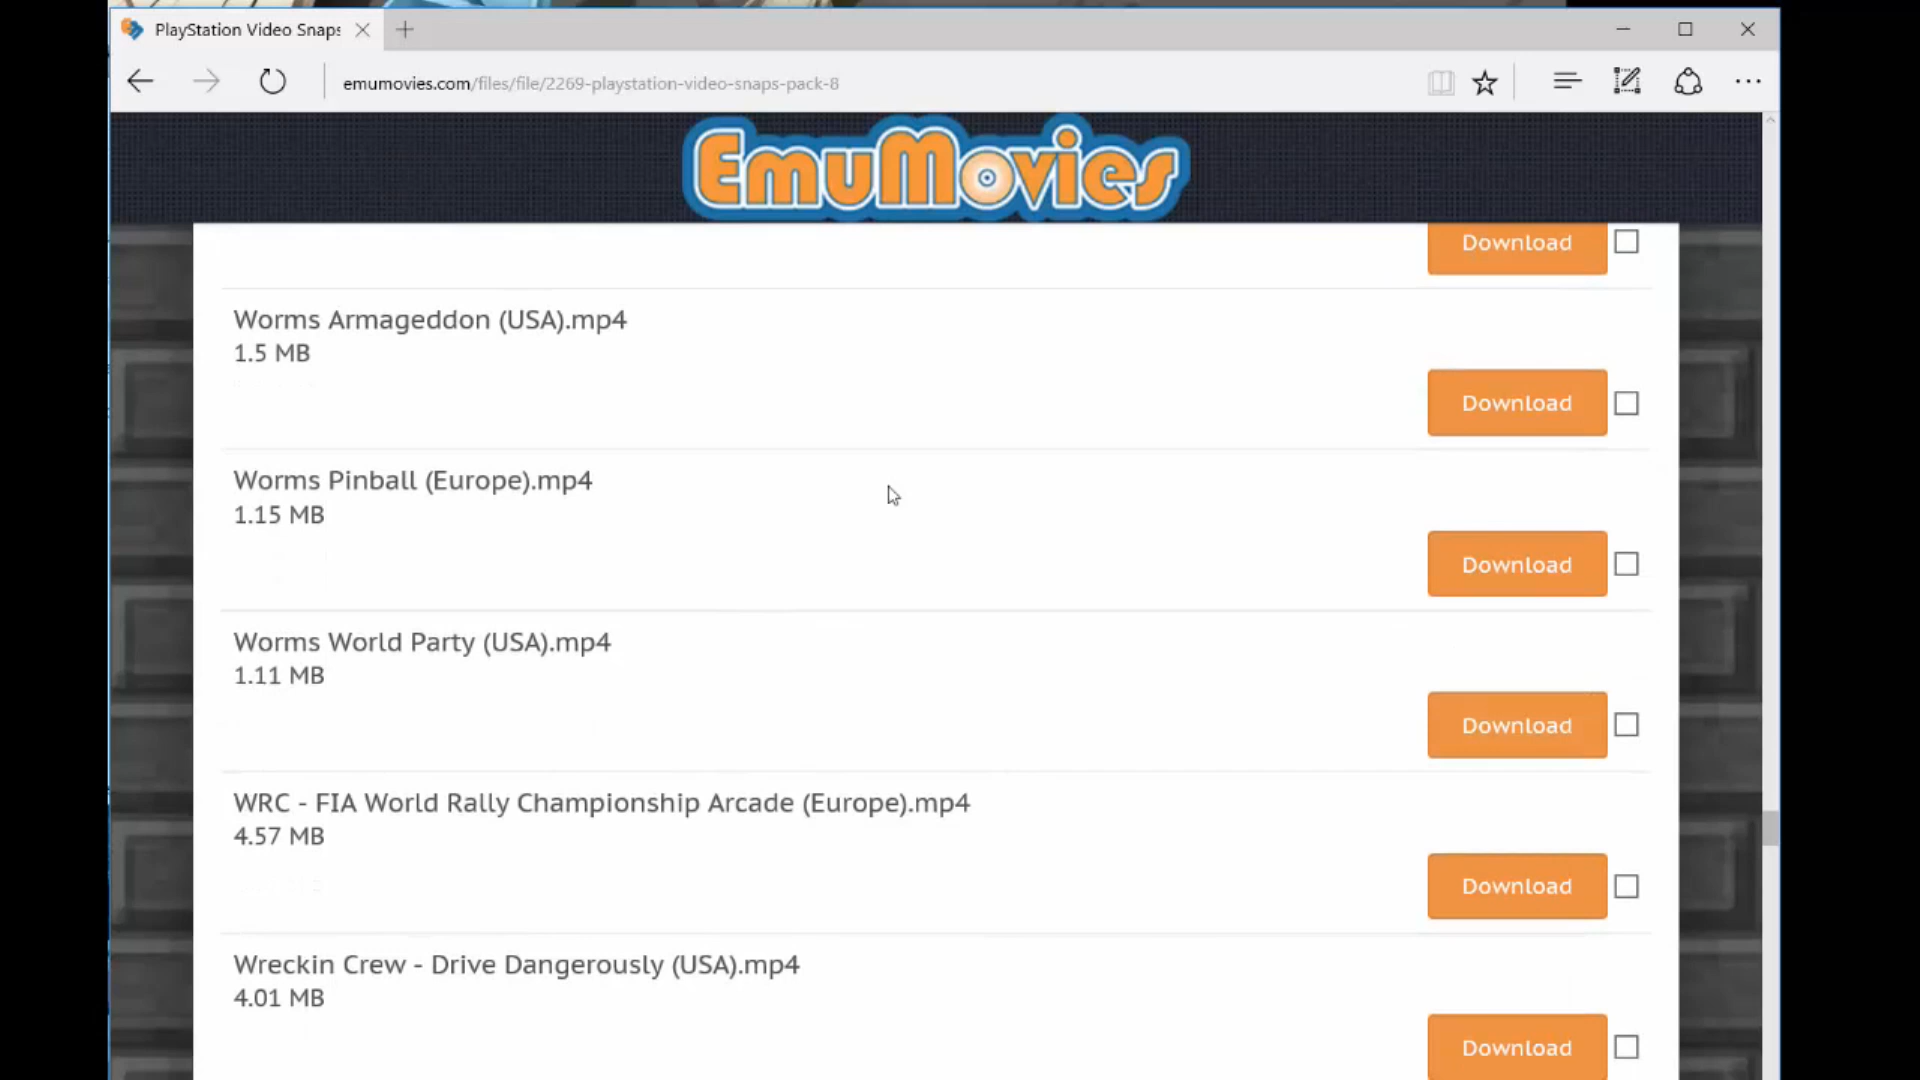 PlayStation Video Snaps
emumovies.com/files/file/2269-playstation-video-snaps-pack-8
EmuMovies
Download
Worms Armageddon (USA).mp4
1.5 MB
Download
Worms Pinball (Europe).mp4
1.15 MB
Download
Worms World Party (USA).mp4
1.11 MB
Download
WRC - FIA World Rally Championship Arcade (Europe).mp4
4.57 MB
Download
Wreckin Crew - Drive Dangerously (USA).mp4
4.01 MB
Download